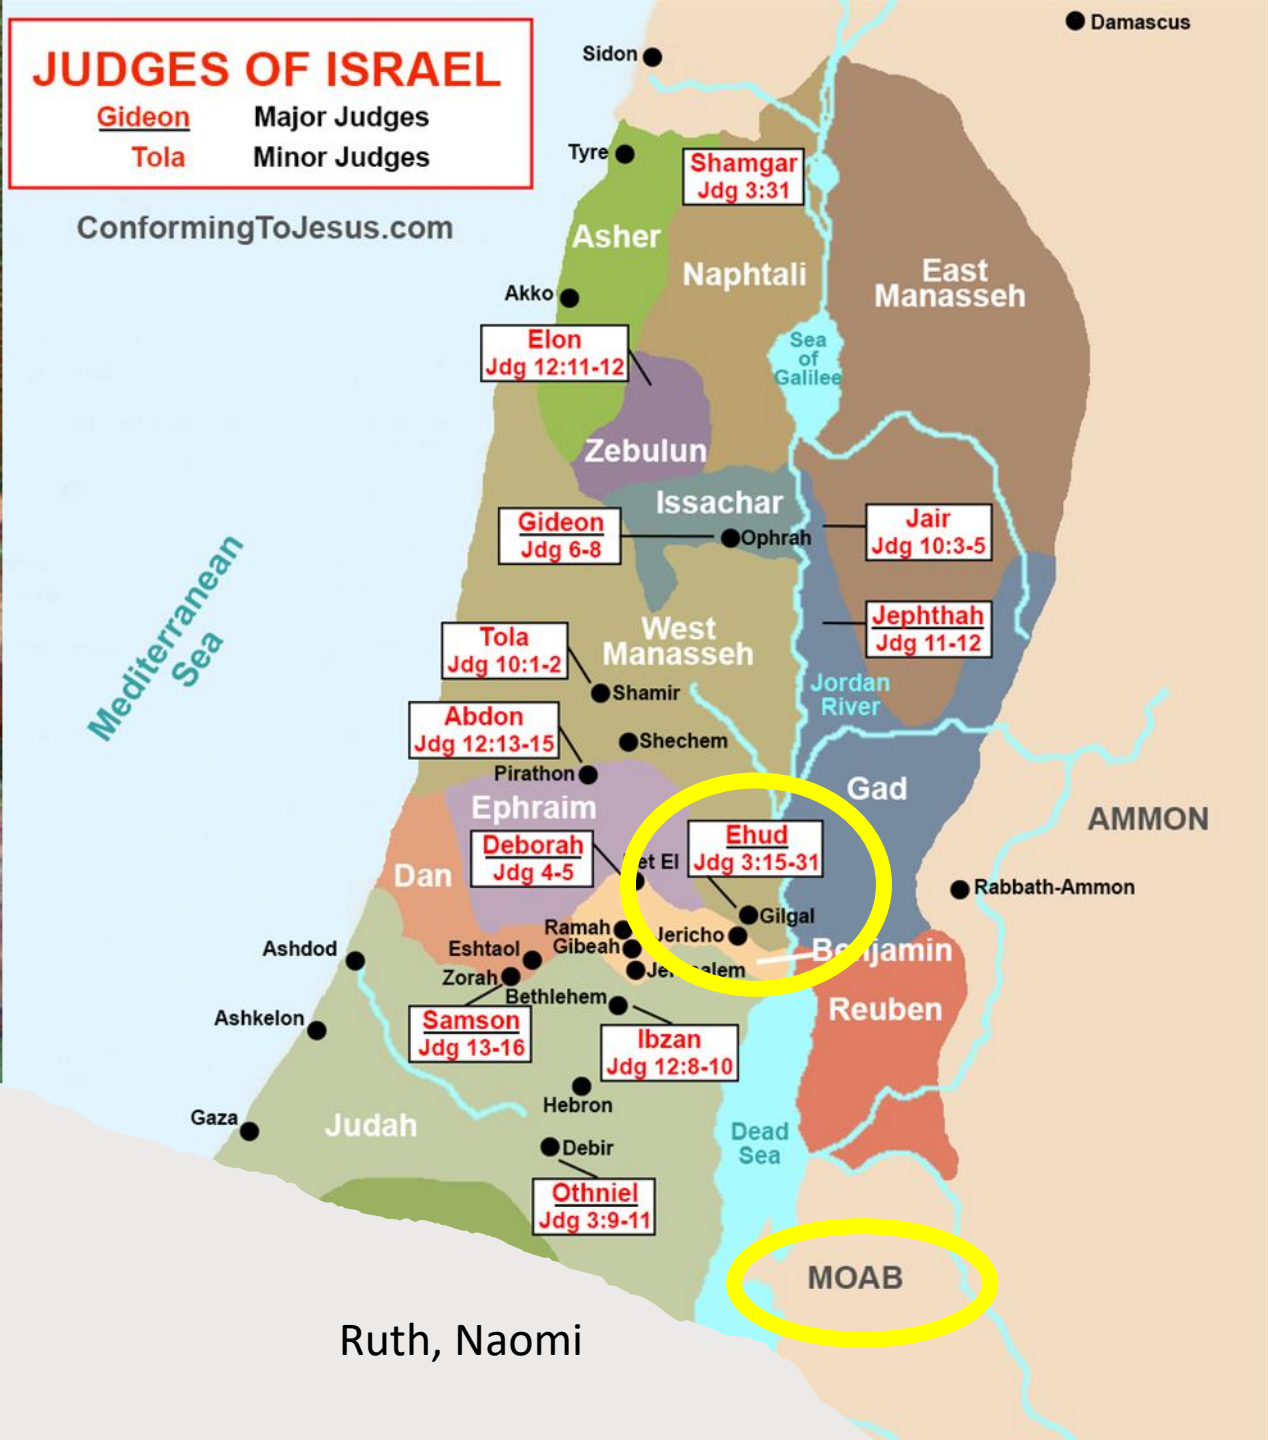 JUDGES OF ISRAEL
Gideon Major Judges
Tola Minor Judges
ConformingToJesus.com
Damascus
Sidon
Tyre
Shamgar
Jdg 3:31
Asher
Naphtali
East
Manasseh
Akko
Elon
Jdg 12:11-12
Sea
of
Galilee
Zebulun
Issachar
Gideon
Jdg 6-8
Ophrah
Jair
Jdg 10:3-5
Mediterranean
Sea
Tola
Jdg 10:1-2
West
Manasseh
Jephthah
Jdg 11-12
Shamir
Jordan
River
Abdon
Jdg 12:13-15
Shechem
Pirathon
Ephraim
Gad
AMMON
Deborah
Jdg 4-5
et El
Ehud
Jdg 3:15-31
Dan
Rabbath-Ammon
Gilgal
Ramah
Jericho
Gibeah
Benjamin
Ashdod
Eshtaol
Zorah
Jerusalem
Bethlehem
Reuben
Ashkelon
Samson
Jdg 13-16
Ibzan
Jdg 12:8-10
Hebron
Gaza
Judah
Debir
Dead
Sea
Othniel
Jdg 3:9-11
MOAB
Ruth, Naomi